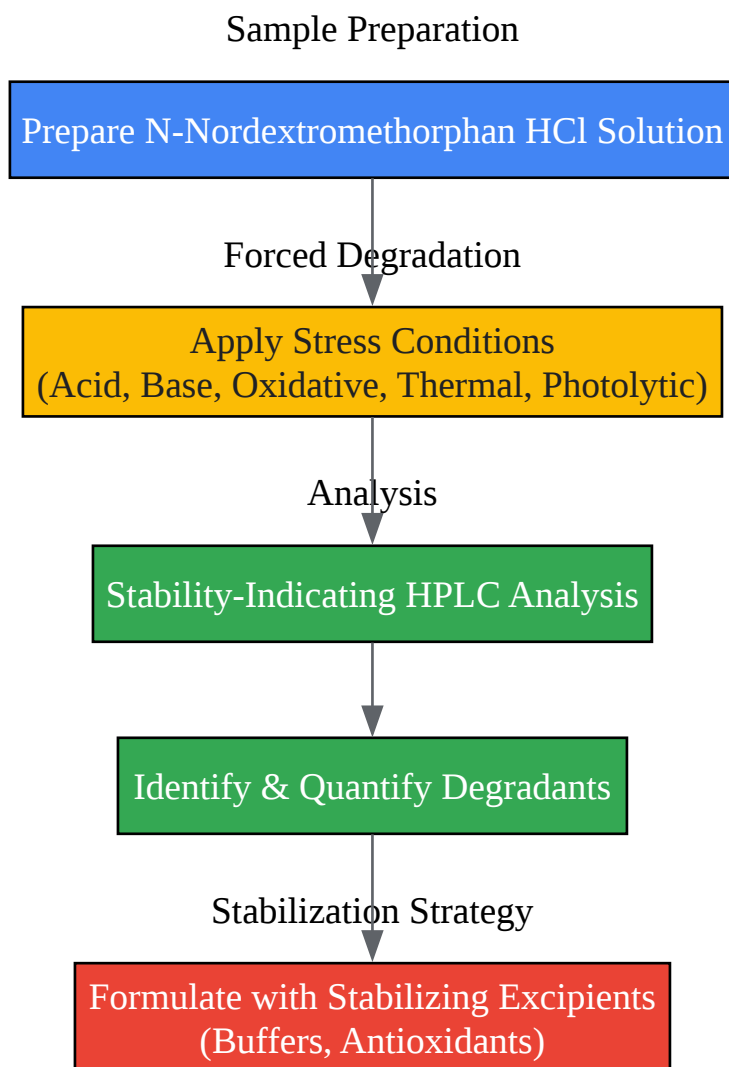 Sample Preparation
Prepare N-Nordextromethorphan HCl Solution
Forced Degradation
Apply Stress Conditions
(Acid, Base, Oxidative, Thermal, Photolytic)
Analysis
Stability-Indicating HPLC Analysis
Identify & Quantify Degradants
Stabilization Strategy
Formulate with Stabilizing Excipients
(Buffers, Antioxidants)